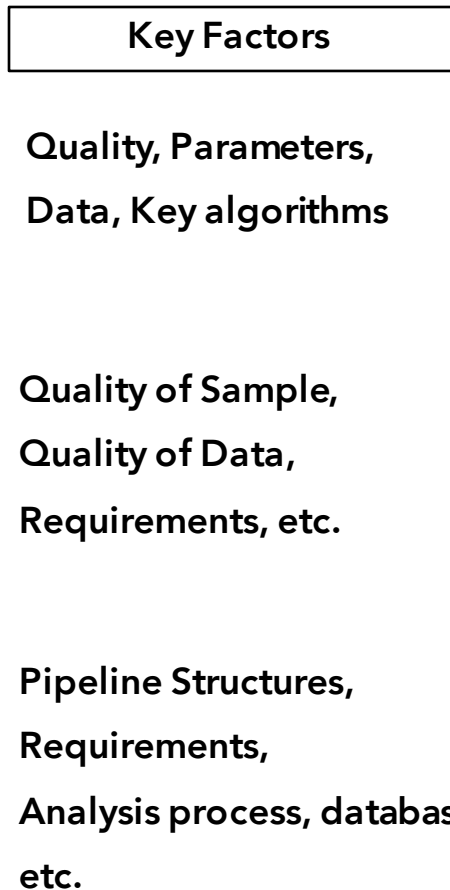 Key Factors
Quality, Parameters,
Data, Key algorithms
Quality of Sample,
Quality of Data,
Requirements, etc.
Pipeline Structures,
Requirements,
Analysis process,
etc.